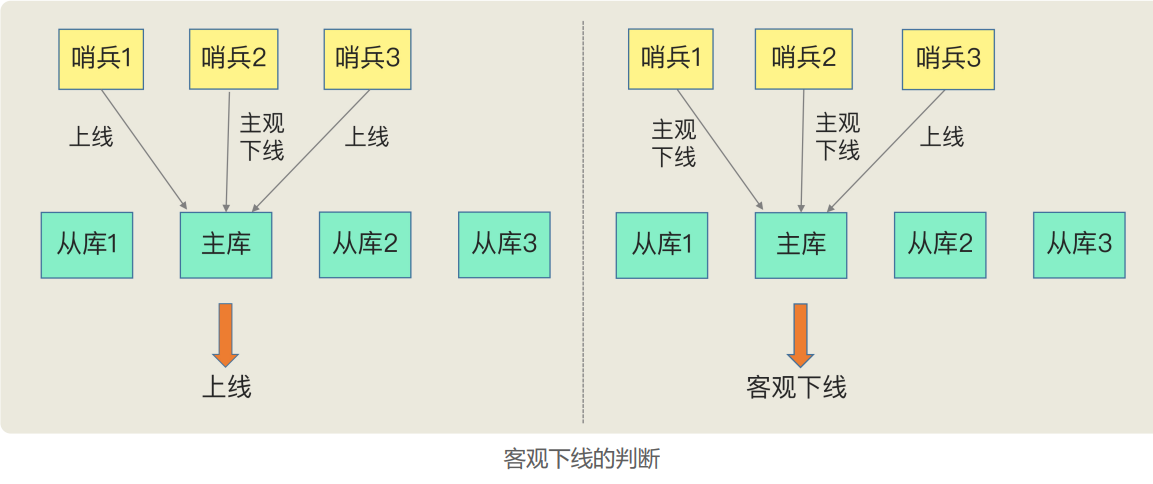 哨兵1 哨兵2 哨兵3
上线
主观
下线
上线
从库1 主库 从库2 从库3
上线
哨兵1 哨兵2 哨兵3
主观
下线
主观
下线
上线
从库1 主库 从库2 从库3
客观下线
客观下线的判断